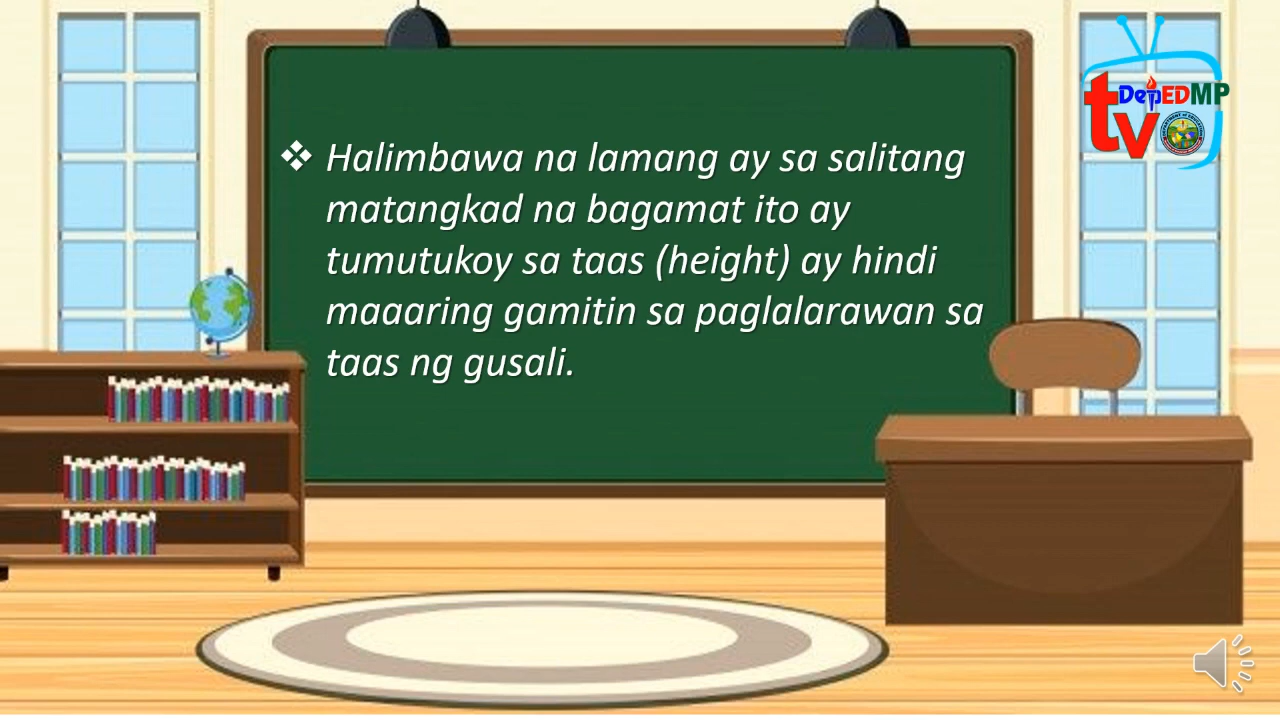 ❖ Halimbawa na lamang ay sa salitang
matangkad na bagamat ito ay
tumutukoy sa taas (height) ay hindi
maaaring gamitin sa paglalarawan sa
taas ng gusali.
DepEDMP
tv